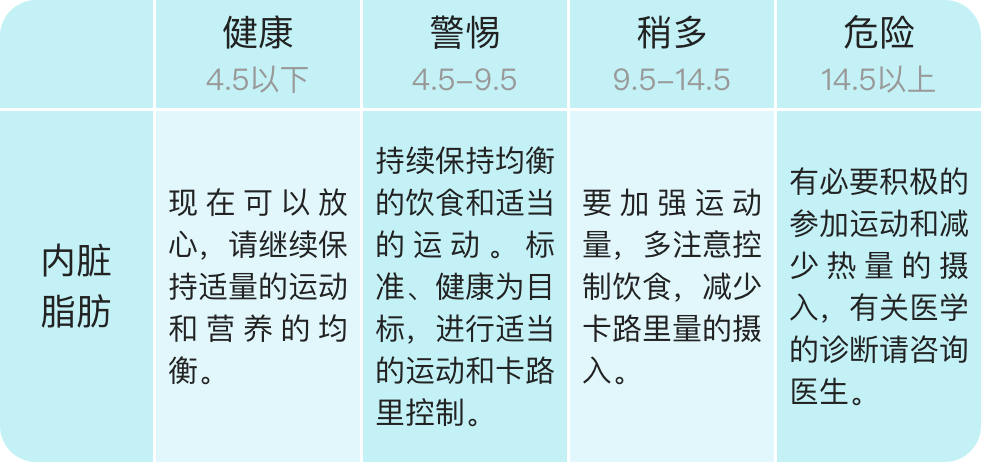 健康
4.5以下
警惕
4.5–9.5
稍多
9.5–14.5
危险
14.5以上
内脏
脂肪
现在可以放
心，请继续保
持适量的运动
和营养的均
衡。
持续保持均衡
的饮食和适当
的运动。标
准、健康为目
标，进行适当
的运动和卡路
里控制。
要加强运动
量，多注意控
制饮食，减少
卡路里量的摄
入。
有必要积极的
参加运动和减
少热量的摄
入，有关医学
的诊断请咨询
医生。